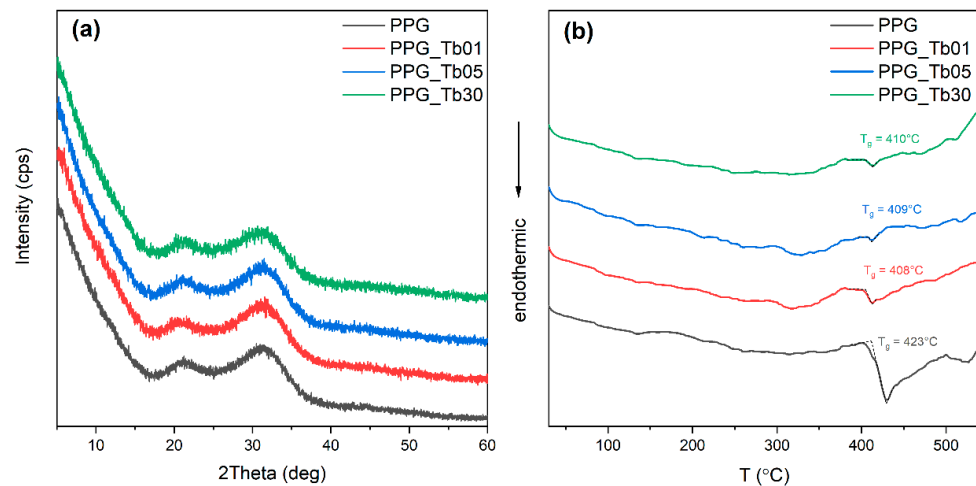 (a)
PPG
PPG_Tb01
PPG_Tb05
PPG_Tb30
Intensity (cps)
10 20 30 40 50 60
2Theta (deg)
(b)
PPG
PPG_Tb01
PPG_Tb05
PPG_Tb30
endothermic
Tg = 410°C
Tg = 409°C
Tg = 408°C
Tg = 423°C
100 200 300 400 500
T (°C)